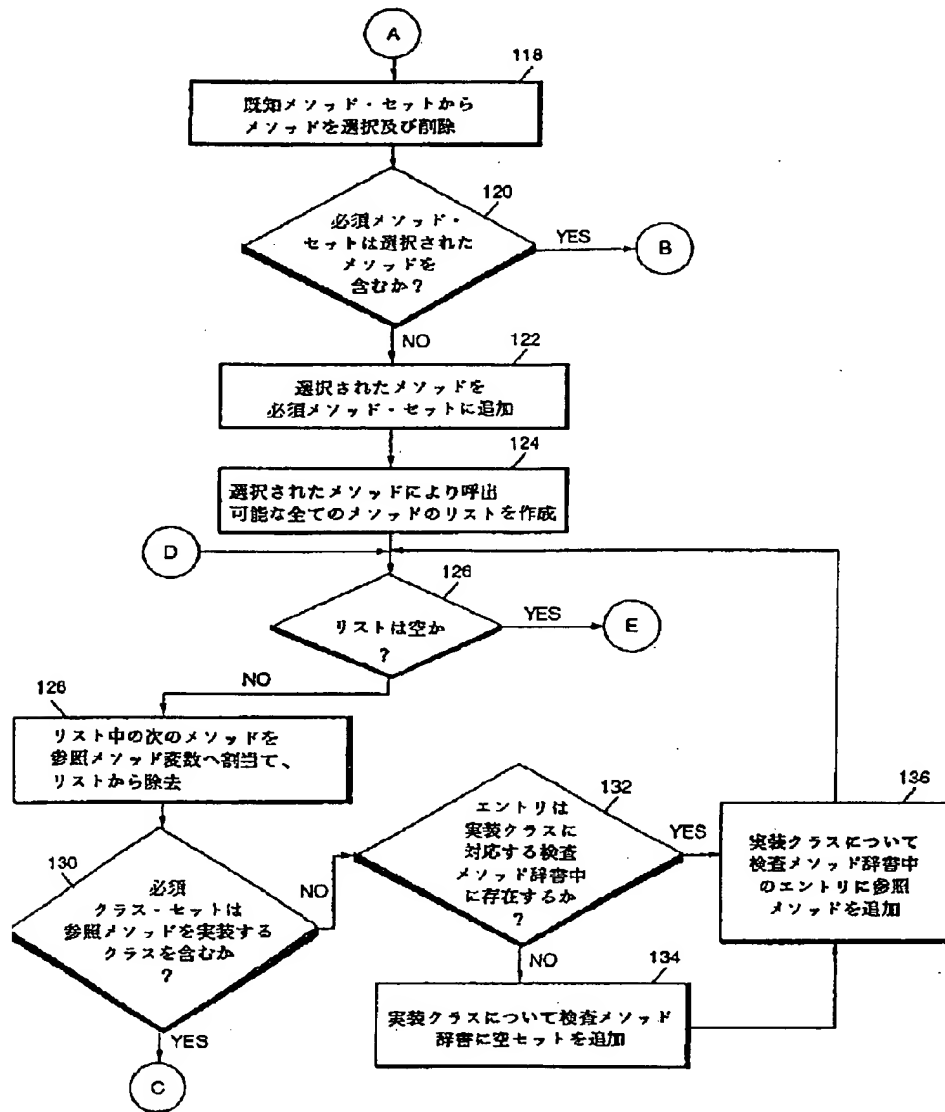 A
118
既知メソッド・セットから
メソッドを選択及び削除
120
必須メソッド・
セットは選択された
メソッドを
含むか?
YES
B
NO
122
選択されたメソッドを
必須メソッド・セットに追加
124
選択されたメソッドにより呼出
可能な全てのメソッドのリストを作成
D
126
リストは空か
?
YES
E
NO
128
リスト中の次のメソッドを
参照メソッド変数へ割当て、
リストから除去
130
必須
クラス・セットは
参照メソッドを実装する
クラスを含むか
?
NO
YES
C
132
エントリは
実装クラスに
対応する検査
メソッド辞書中
に存在するか
?
YES
NO
134
実装クラスについて検査メソッド
辞書に空セットを追加
136
実装クラスについて
検査メソッド辞書中
のエントリに参照
メソッドを追加